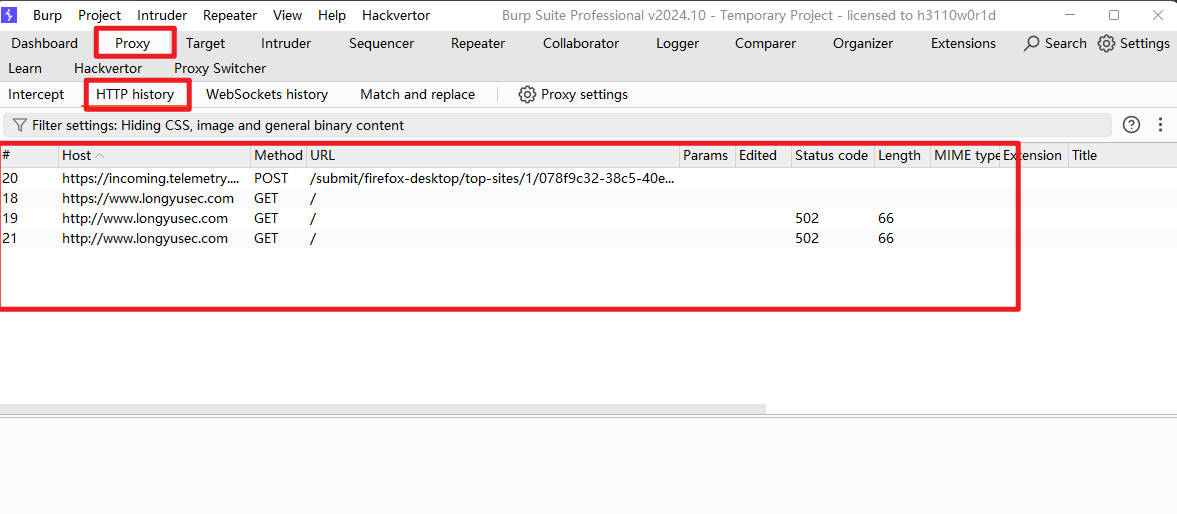 Burp Project Intruder Repeater View Help Hackvertor Burp Suite Professional v2024.10 - Temporary Project - licensed to h3110w0r1d
Dashboard Proxy Target Intruder Sequencer Repeater Collaborator Logger Comparer Organizer Extensions Search Settings
Learn Hackvertor Proxy Switcher
Intercept HTTP history WebSockets history Match and replace Proxy settings
Filter settings: Hiding CSS, image and general binary content
# Host Method URL Params Edited Status code Length MIME type Extension Title
20 https://incoming.telemetry.... POST /submit/firefox-desktop/top-sites/1/078f9c32-38c5-40e...
18 https://www.longyusec.com GET /
19 http://www.longyusec.com GET / 502 66
21 http://www.longyusec.com GET / 502 66